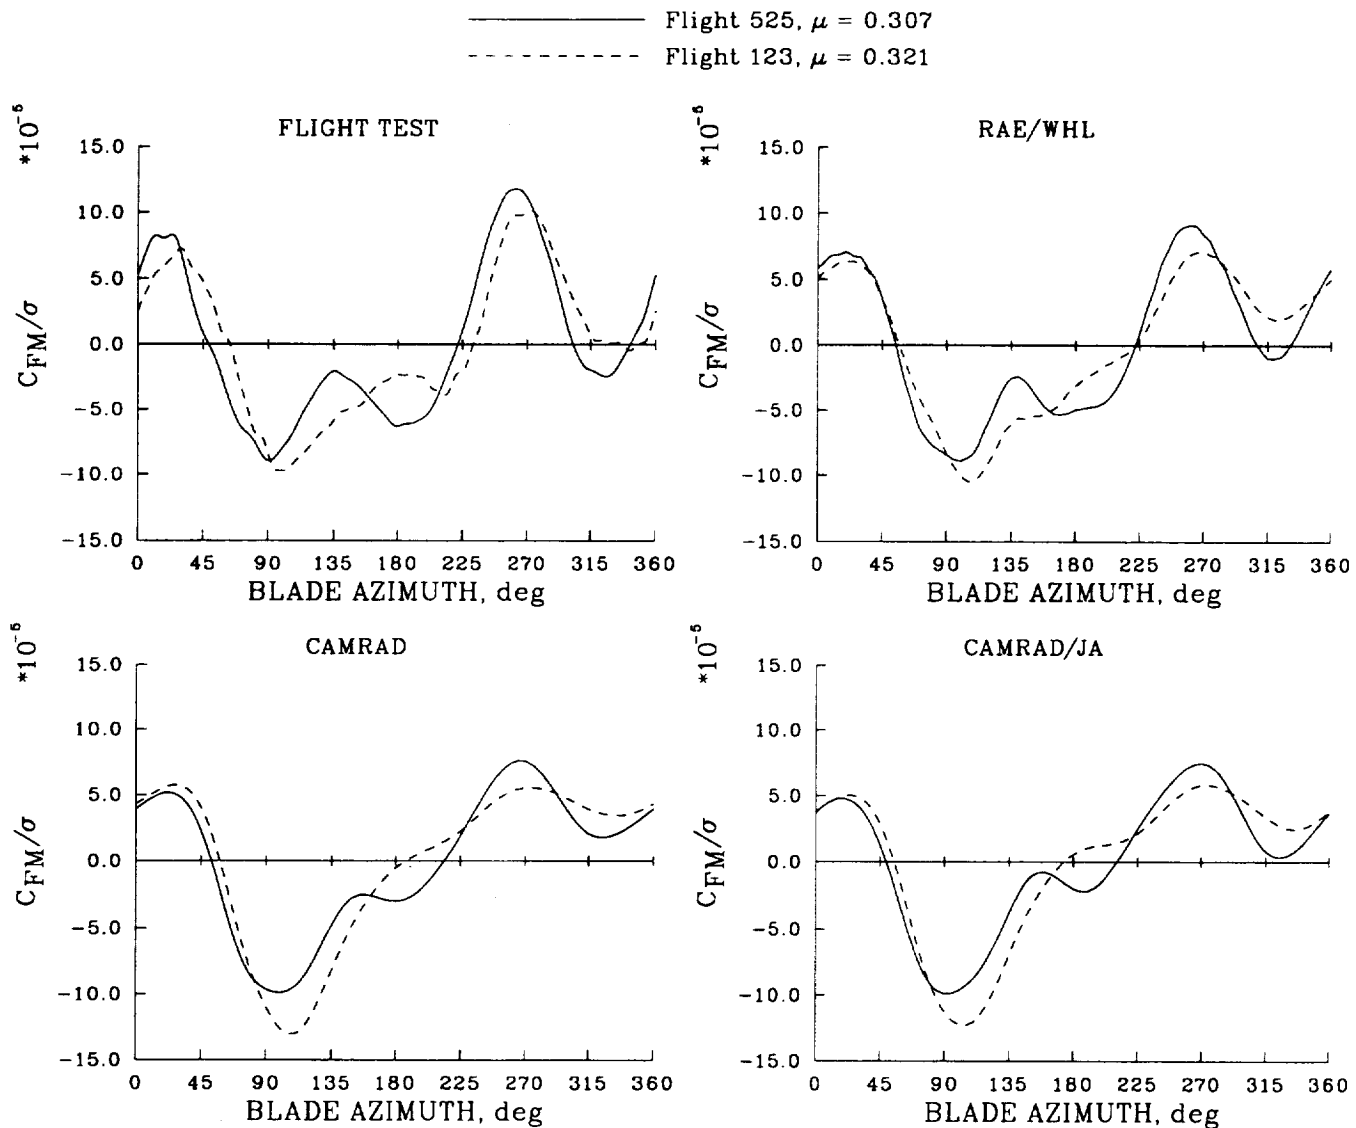 Flight 525, μ = 0.307
Flight 123, μ = 0.321
*10⁻⁵
FLIGHT TEST
15.0
10.0
5.0
0.0
-5.0
-10.0
-15.0
C_FM/σ
0 45 90 135 180 225 270 315 360
BLADE AZIMUTH, deg
*10⁻⁵
RAE/WHL
15.0
10.0
5.0
0.0
-5.0
-10.0
-15.0
C_FM/σ
0 45 90 135 180 225 270 315 360
BLADE AZIMUTH, deg
*10⁻⁵
CAMRAD
15.0
10.0
5.0
0.0
-5.0
-10.0
-15.0
C_FM/σ
0 45 90 135 180 225 270 315 360
BLADE AZIMUTH, deg
*10⁻⁵
CAMRAD/JA
15.0
10.0
5.0
0.0
-5.0
-10.0
-15.0
C_FM/σ
0 45 90 135 180 225 270 315 360
BLADE AZIMUTH, deg